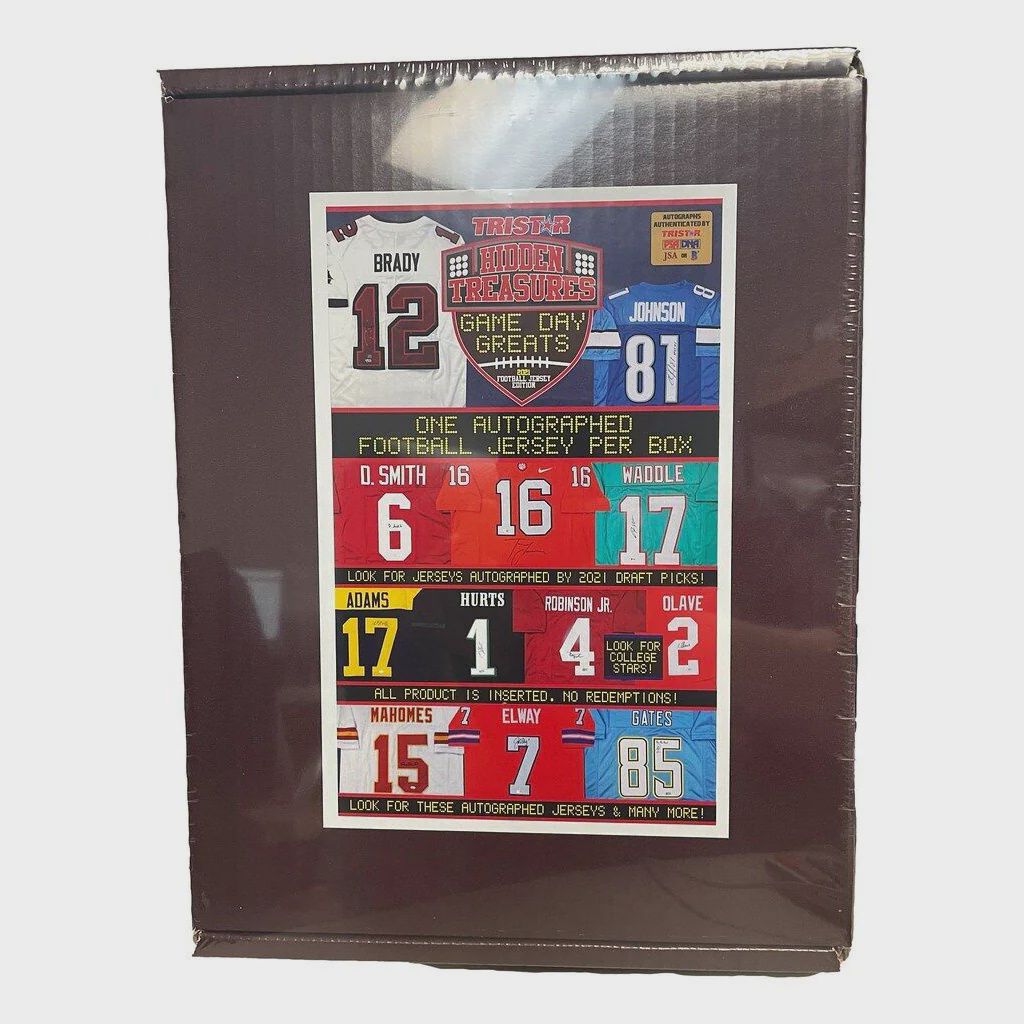 12
BRADY
12
TRISTAR
HIDDEN
TREASURES
GAME DAY
GREATS
2021
FOOTBALL JERSEY
EDITION
AUTOGRAPHS
AUTHENTICATED BY
TRISTAR
PSA DNA
JSA OR B
JOHNSON
81
ONE AUTOGRAPHED
FOOTBALL JERSEY PER BOX
D. SMITH
6
16
16
16
WADDLE
17
LOOK FOR JERSEYS AUTOGRAPHED BY 2021 DRAFT PICKS!
ADAMS
17
HURTS
1
ROBINSON JR.
4
LOOK FOR
COLLEGE
STARS!
OLAVE
2
ALL PRODUCT IS INSERTED. NO REDEMPTIONS!
MAHOMES
15
7
ELWAY
7
7
GATES
85
LOOK FOR THESE AUTOGRAPHED JERSEYS & MANY MORE!